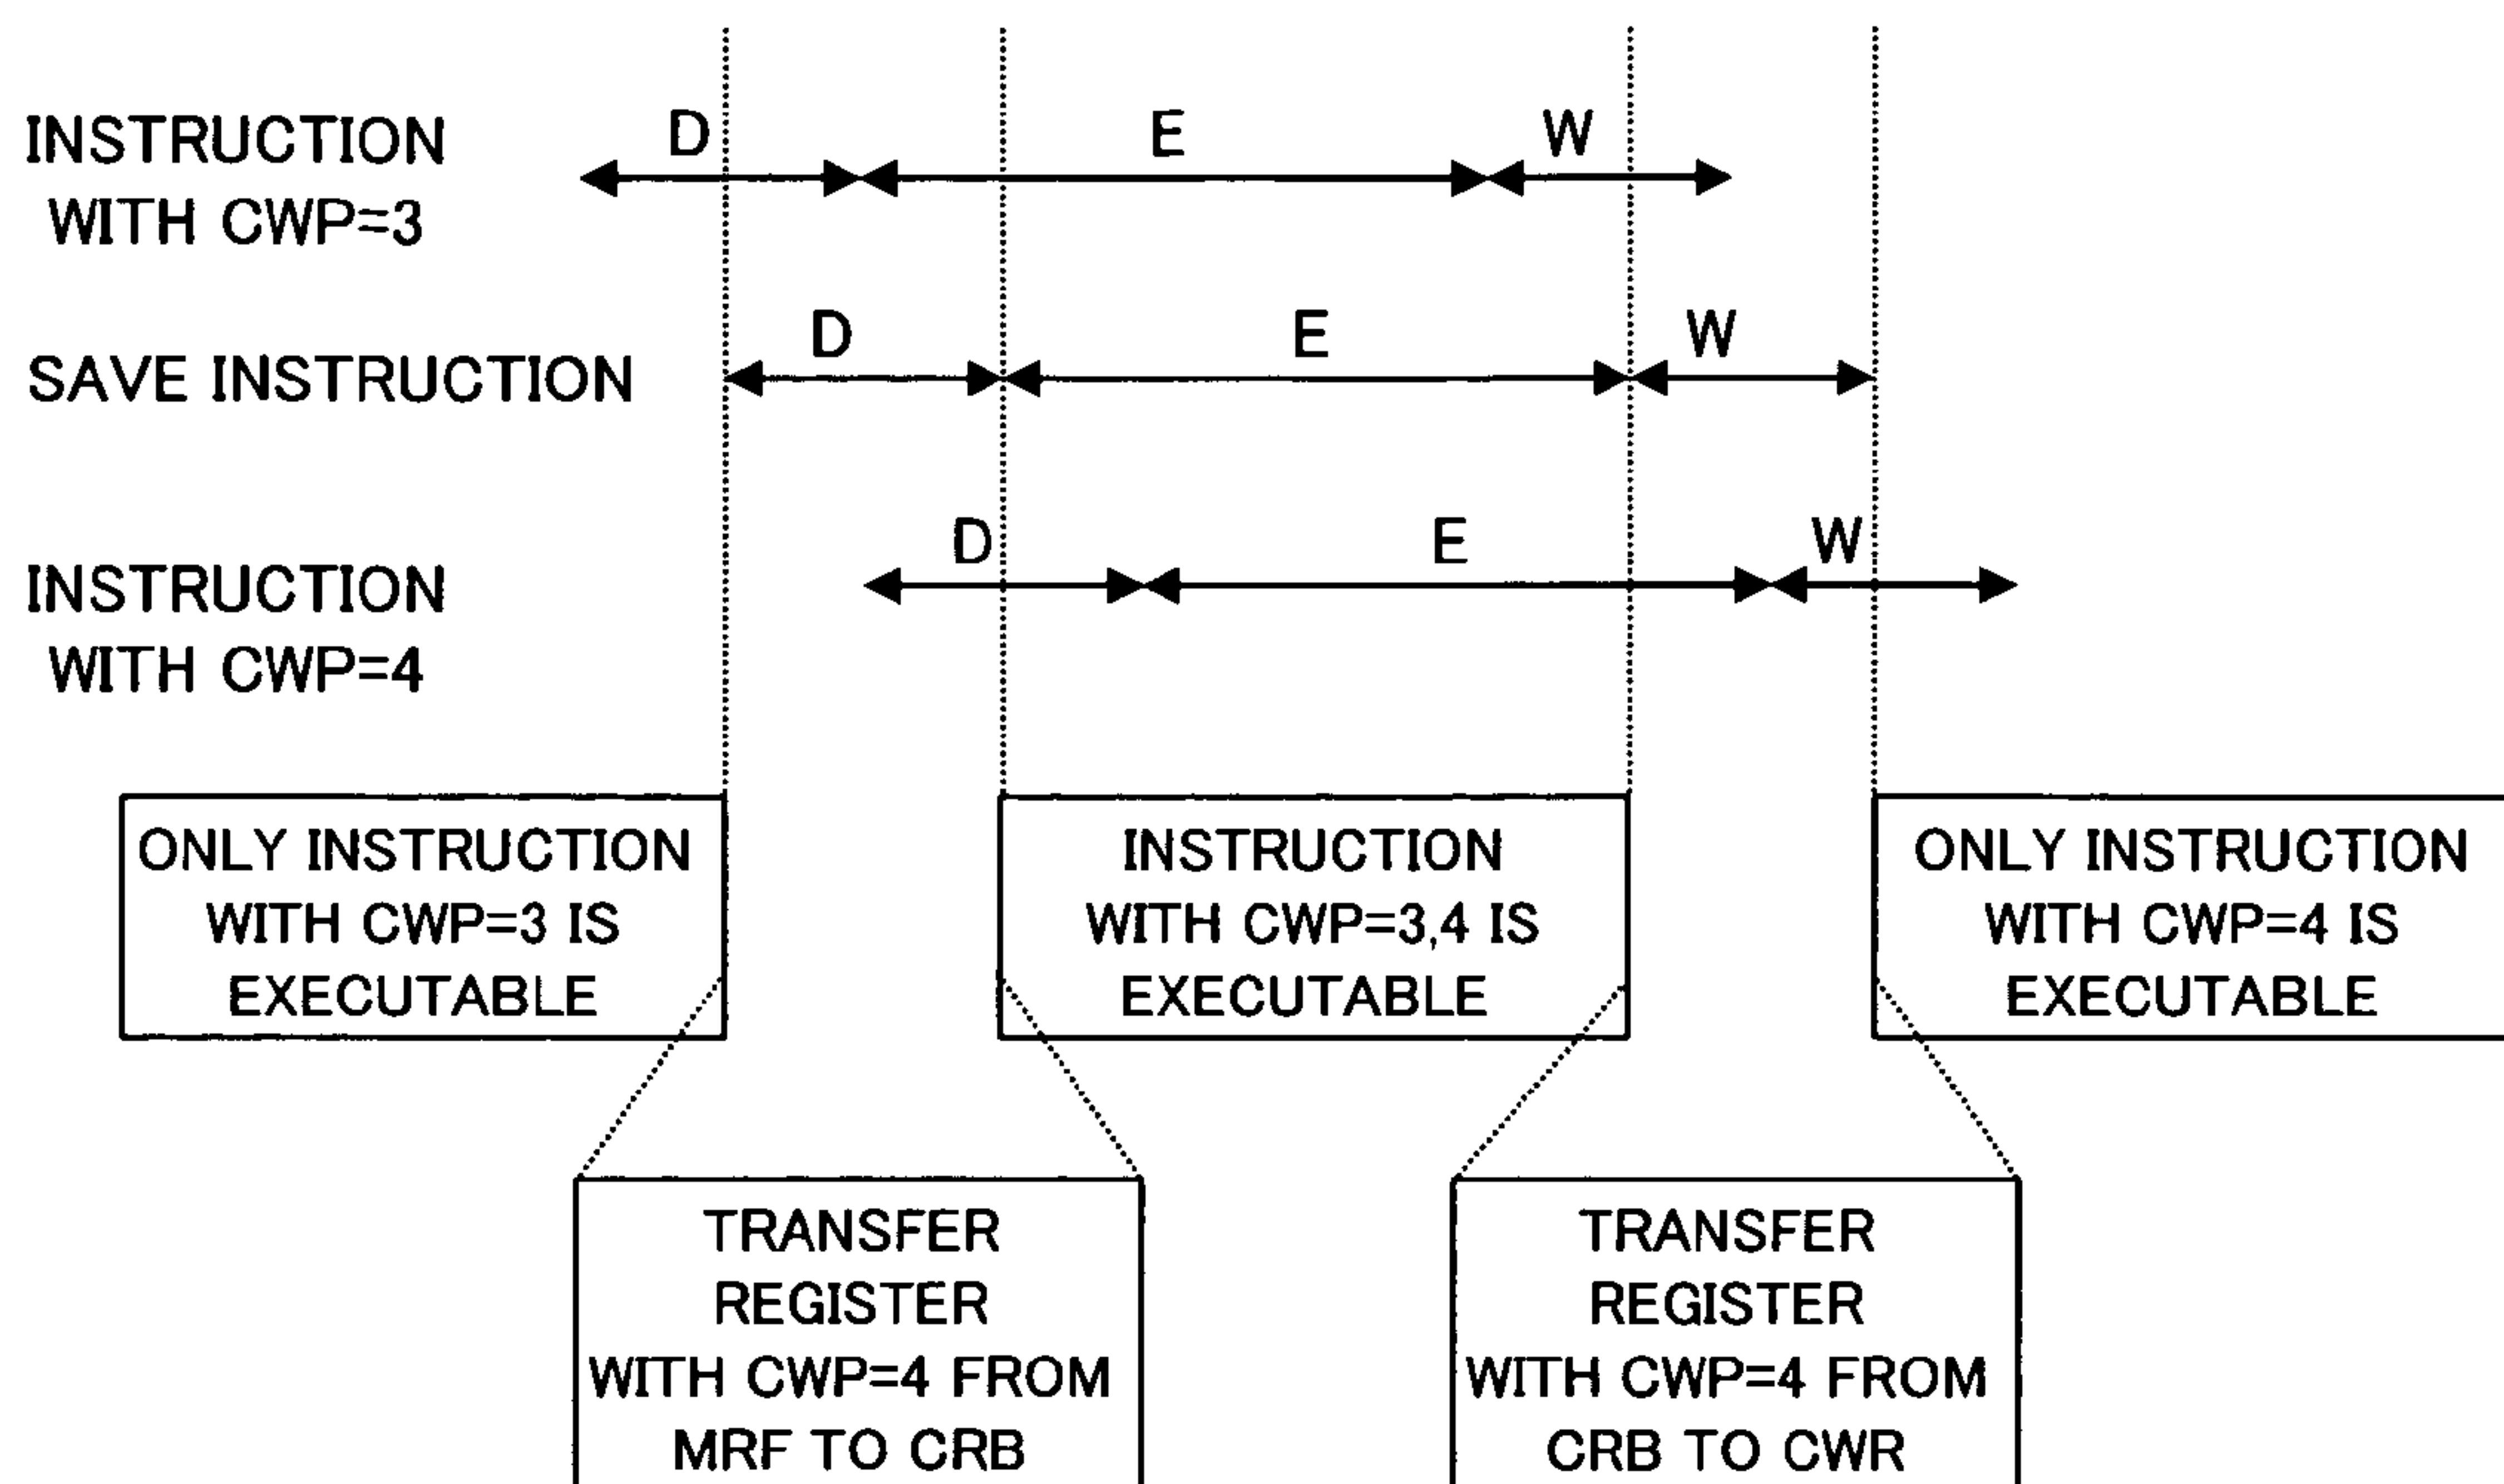 D E W
INSTRUCTION
WITH CWP=3
D E W
SAVE INSTRUCTION
D E W
INSTRUCTION
WITH CWP=4
ONLY INSTRUCTION
WITH CWP=3 IS
EXECUTABLE
INSTRUCTION
WITH CWP=3,4 IS
EXECUTABLE
ONLY INSTRUCTION
WITH CWP=4 IS
EXECUTABLE
TRANSFER
REGISTER
WITH CWP=4 FROM
MRF TO CRB
TRANSFER
REGISTER
WITH CWP=4 FROM
CRB TO CWR